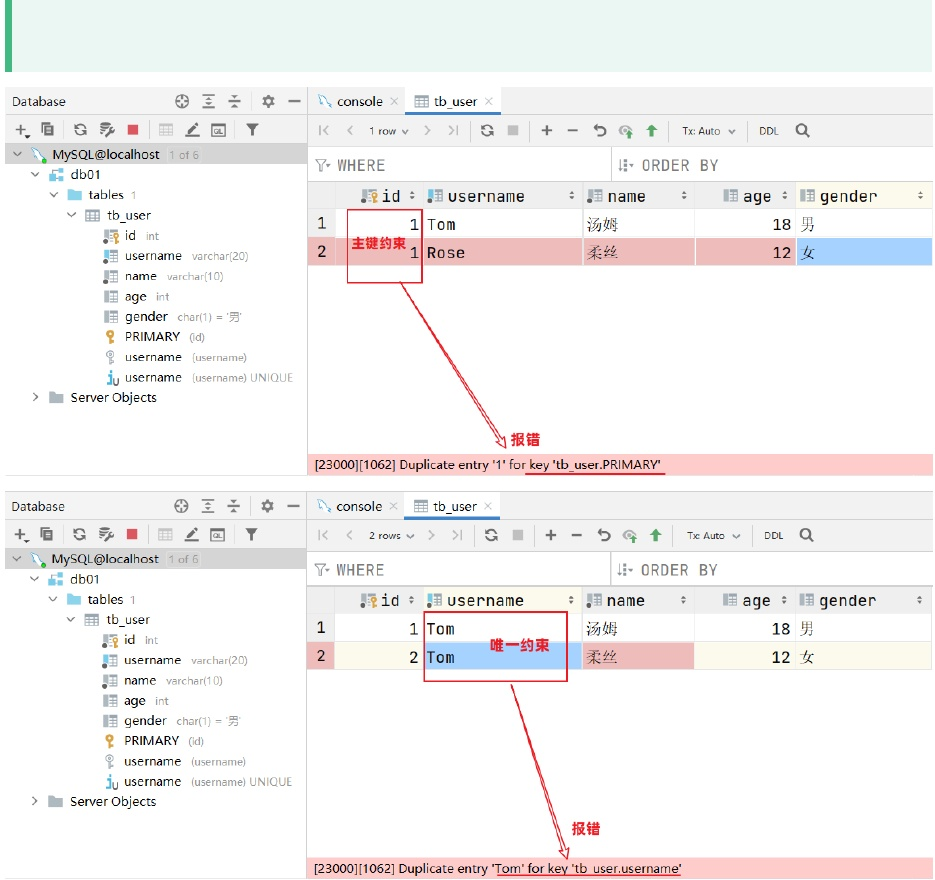 Database
console
tb_user
1 row
Tx: Auto
DDL
MySQL@localhost 1 of 6
WHERE
ORDER BY
db01
tables 1
id
username
name
age
gender
tb_user
1
1
Tom
汤姆
18
男
id int
主键约束
username varchar(20)
2
1
Rose
柔丝
12
女
name varchar(10)
age int
gender char(1) = '男'
PRIMARY (id)
username (username)
username (username) UNIQUE
Server Objects
报错
[23000][1062] Duplicate entry '1' for key 'tb_user.PRIMARY'
Database
console
tb_user
2 rows
Tx: Auto
DDL
MySQL@localhost 1 of 6
WHERE
ORDER BY
db01
tables 1
id
username
name
age
gender
tb_user
1
1
Tom
汤姆
18
男
id int
唯一约束
username varchar(20)
2
2
Tom
柔丝
12
女
name varchar(10)
age int
gender char(1) = '男'
PRIMARY (id)
username (username)
username (username) UNIQUE
Server Objects
报错
[23000][1062] Duplicate entry 'Tom' for key 'tb_user.username'